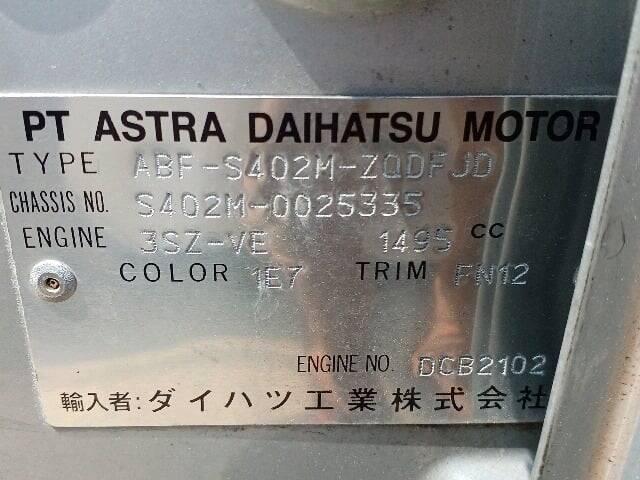 PT ASTRA DAIHATSU MOTOR
TYPE ABF-S402M-ZQDFJD
CHASSIS NO. S402M-0025335
ENGINE 3SZ-VE 1495 CC
COLOR 1E7 TRIM FN12
ENGINE NO. DCB2102
輸入者: ダイハツ工業株式会社